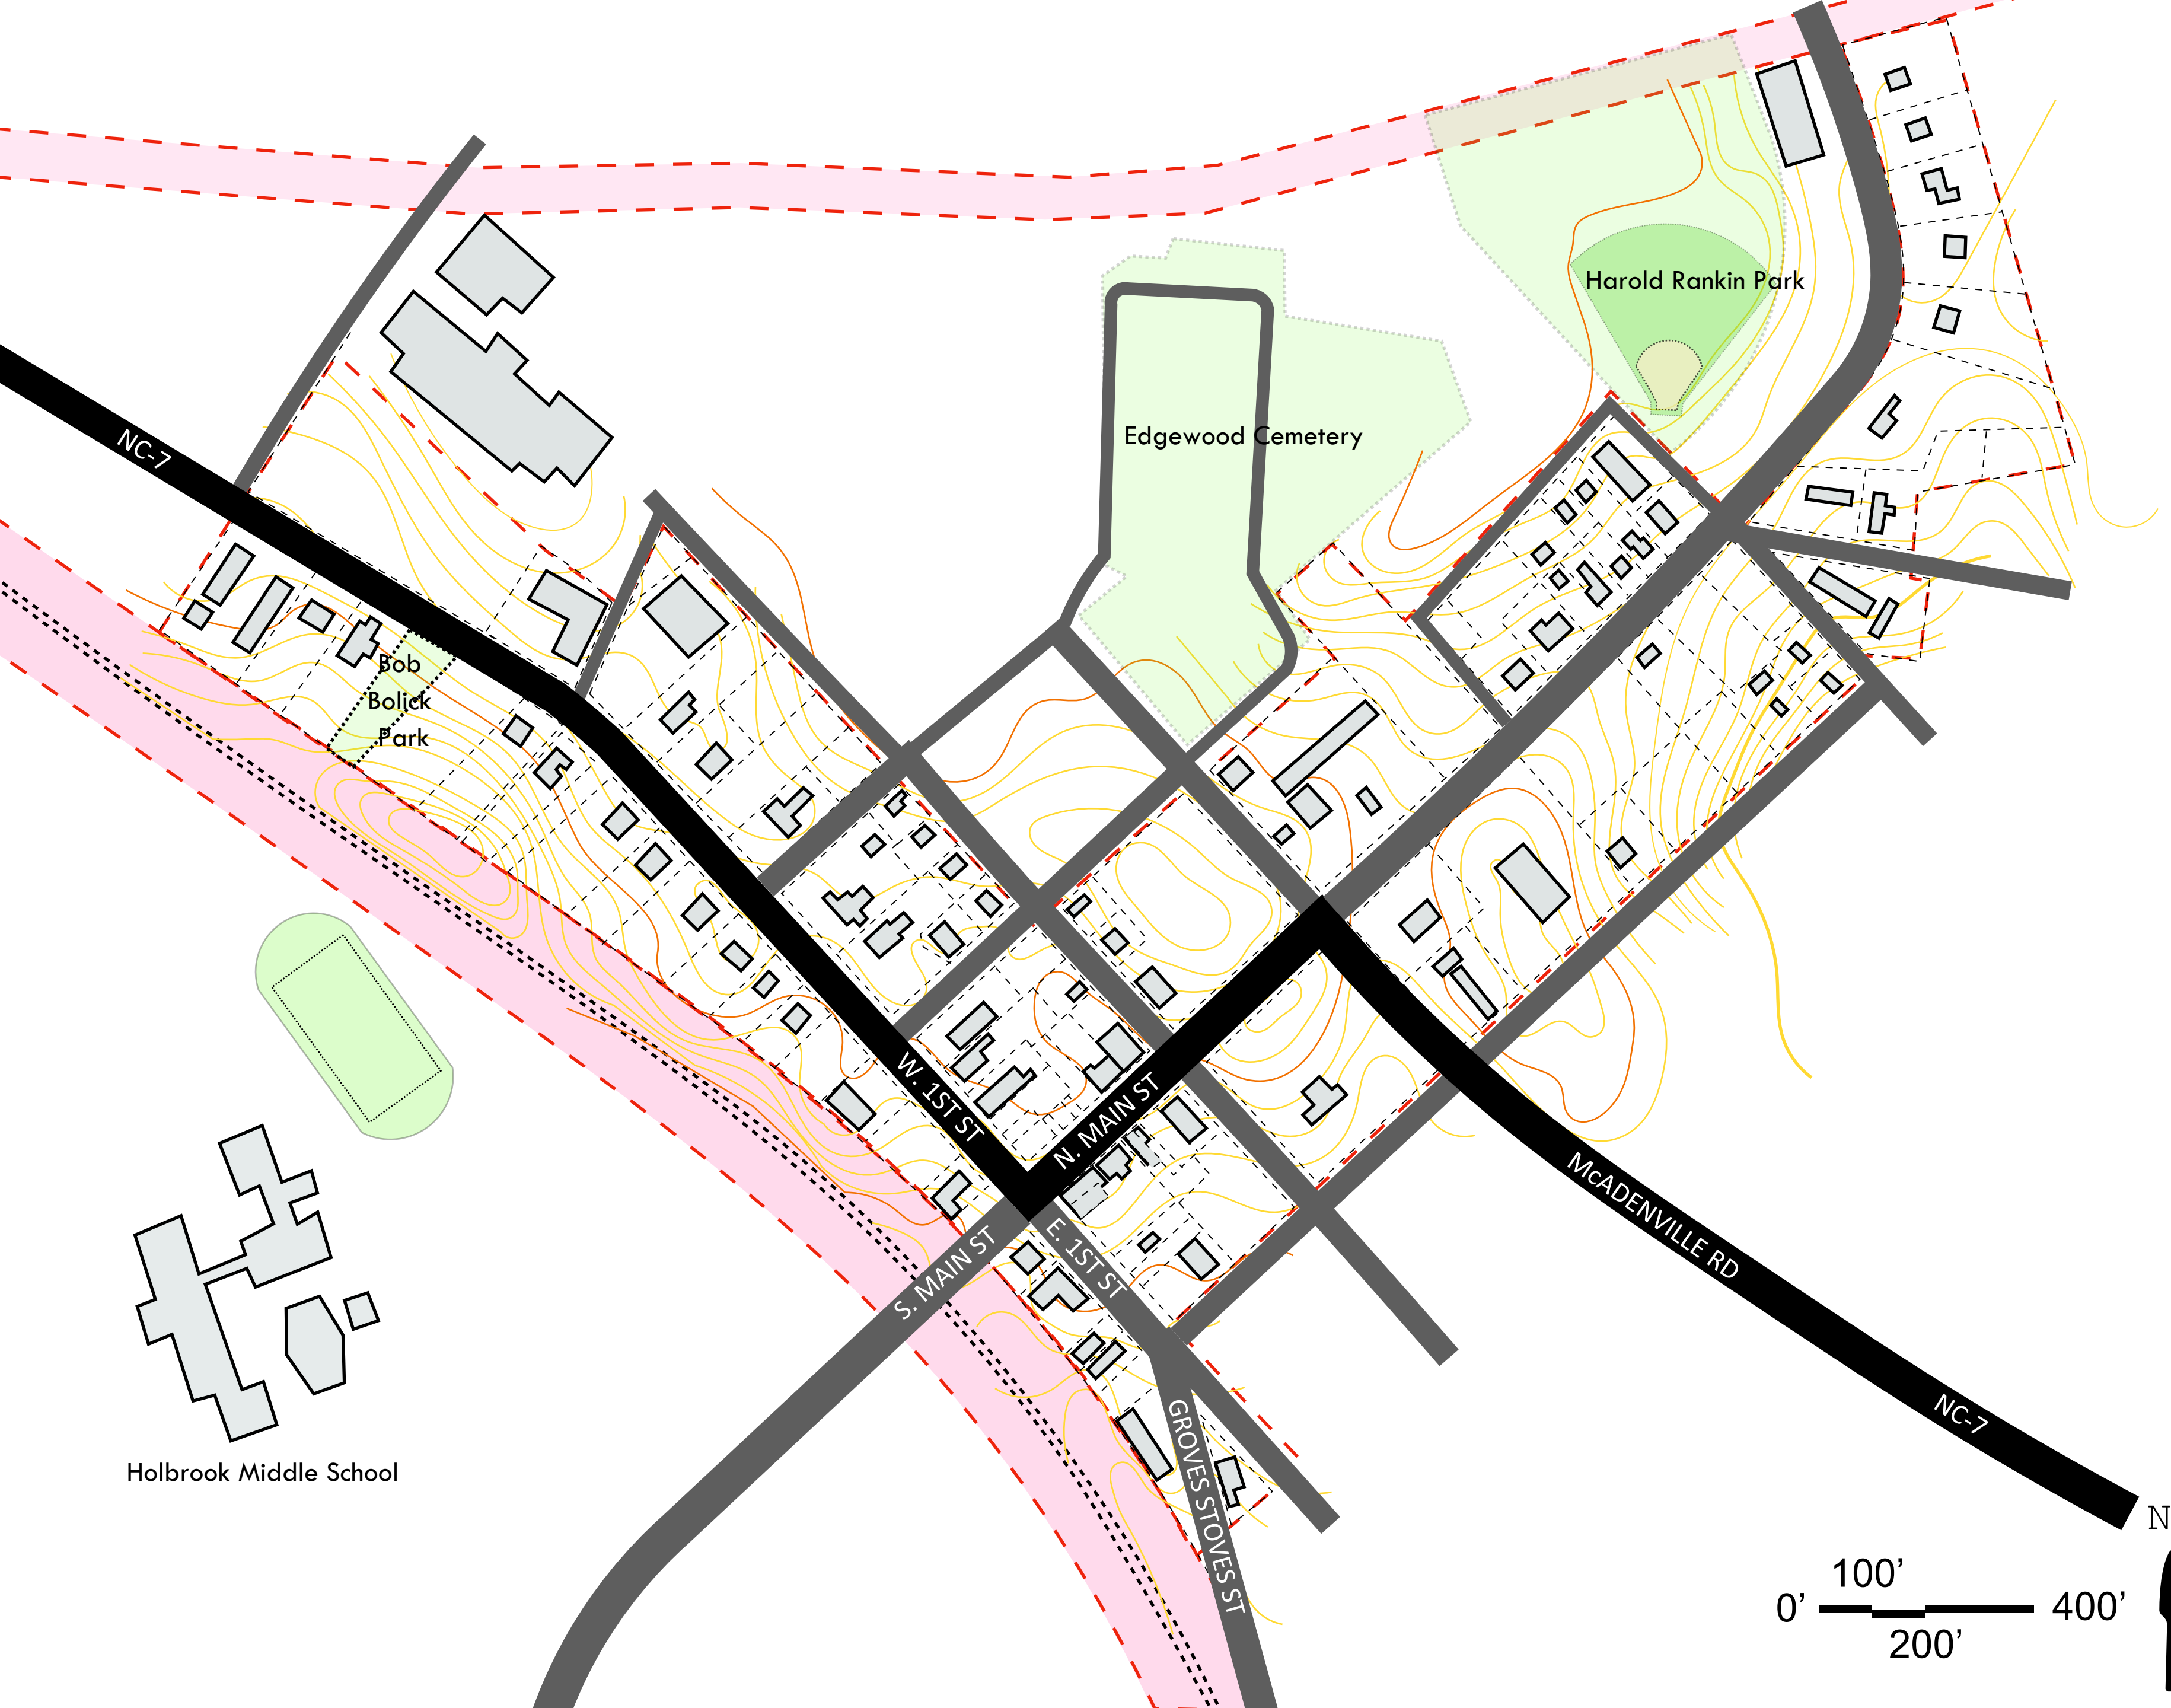 Harold Rankin Park
Edgewood Cemetery
NC-7
Bob
Bolick
Park
W. 1ST ST
N. MAIN ST
E. 1ST ST
S. MAIN ST
McADENVILLE RD
NC-7
GROVES STOVES ST
Holbrook Middle School
N
100’
0’
400’
200’